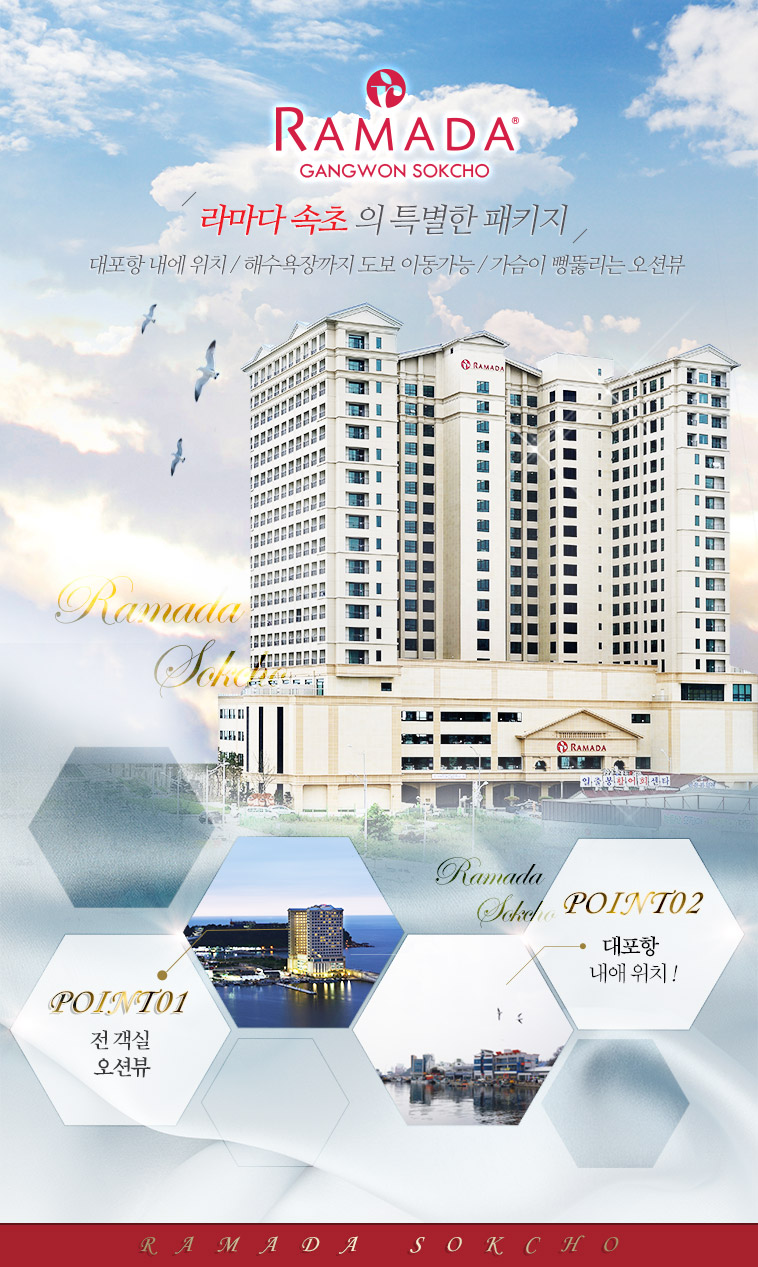 RAMADA®
GANGWON SOKCHO
라마다 속초 의 특별한 패키지
대포항 내에 위치 / 해수욕장까지 도보 이동가능 / 가슴이 뻥뚫리는 오션뷰
RAMADA
Ramada
Sokcho
RAMADA
Ramada
Sokcho
POINT02
대포항
내애 위치 !
POINT01
전 객실
오션뷰
RAMADA SOKCHO